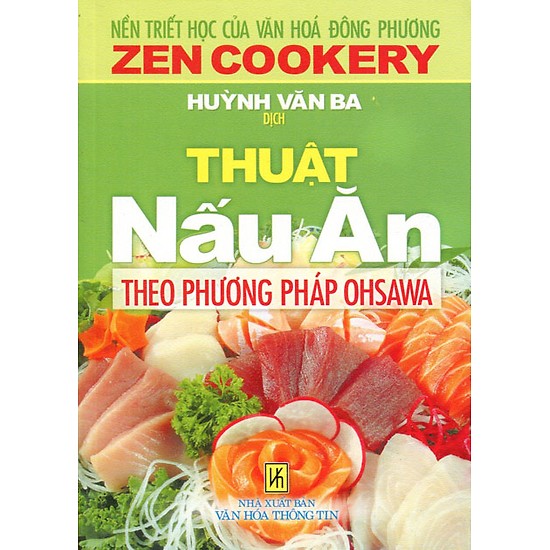 NỀN TRIẾT HỌC CỦA VĂN HOÁ ĐÔNG PHƯƠNG
ZEN COOKERY
HUỲNH VĂN BA
DỊCH
THUẬT
Nấu Ăn
THEO PHƯƠNG PHÁP OHSAWA
NHÀ XUẤT BẢN
VĂN HÓA THÔNG TIN